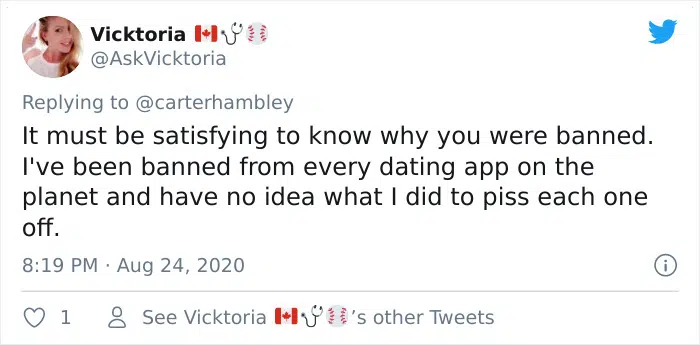 Vicktoria 🇨🇦🩺⚾
@AskVicktoria
Replying to @carterhambley
It must be satisfying to know why you were banned.
I've been banned from every dating app on the
planet and have no idea what I did to piss each one
off.
8:19 PM · Aug 24, 2020
1 See Vicktoria 🇨🇦🩺⚾'s other Tweets